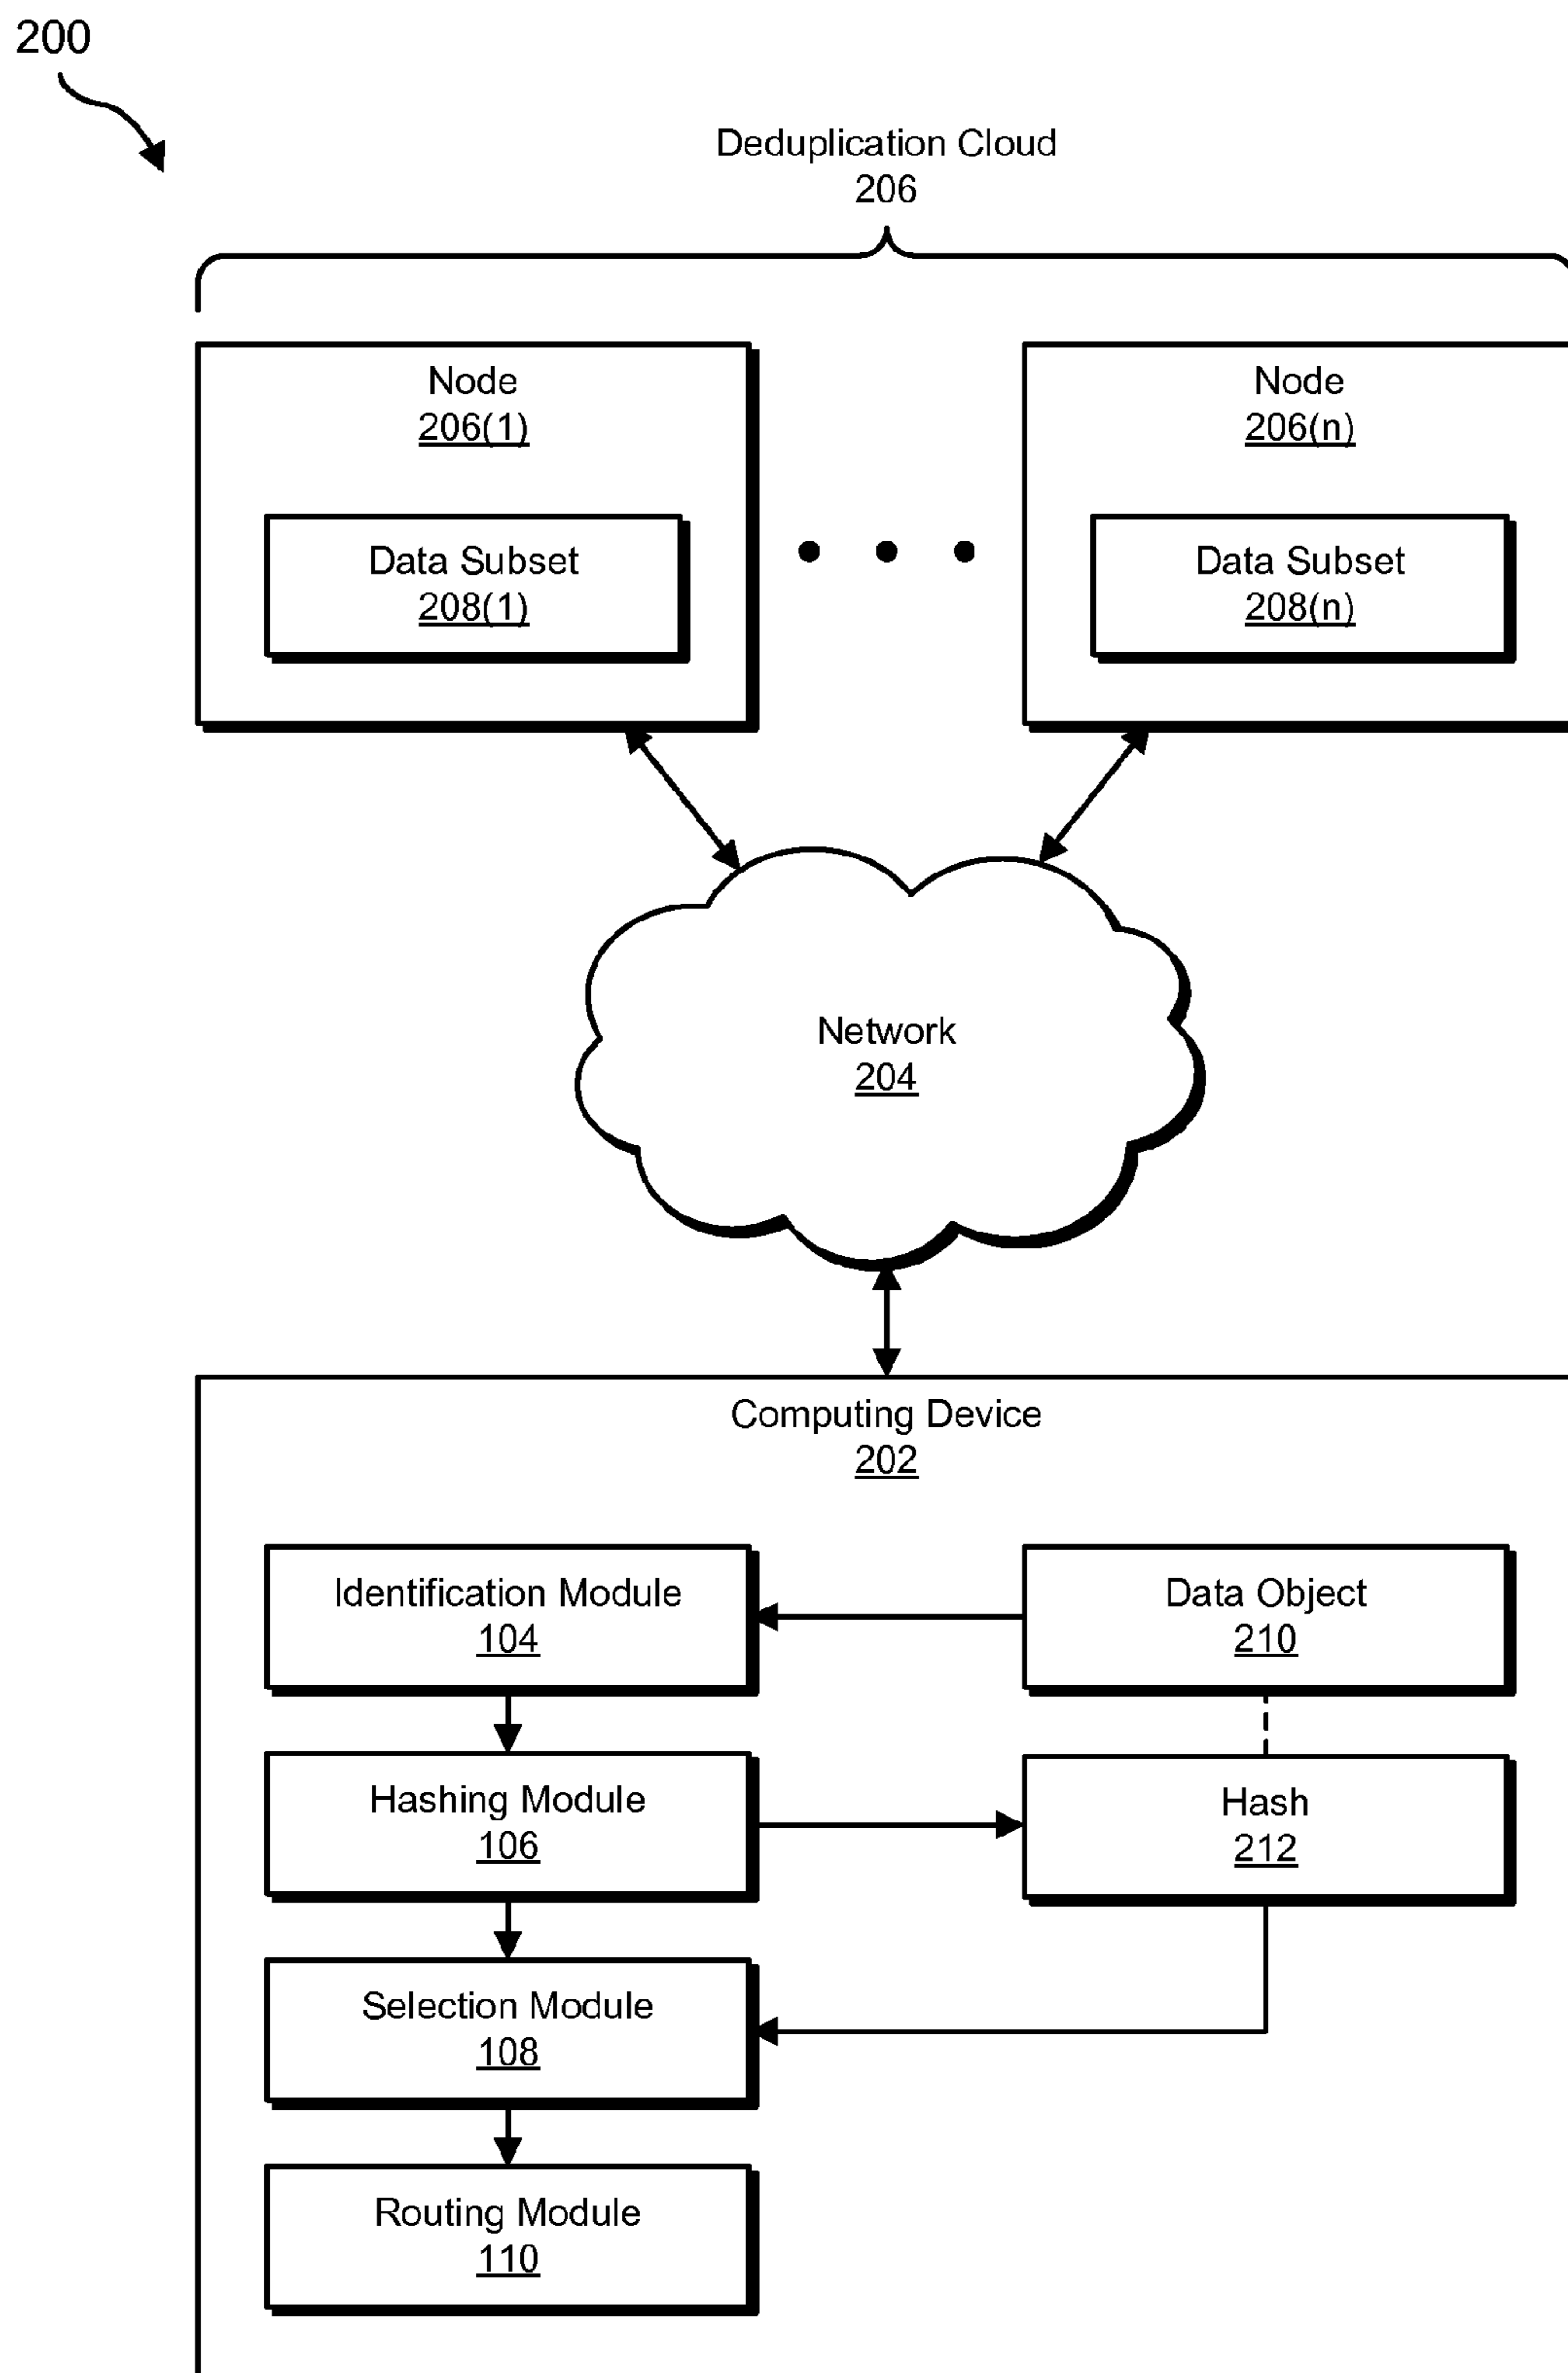 200
Deduplication Cloud
206
Node
206(1)
Data Subset
208(1)
Node
206(n)
Data Subset
208(n)
Network
204
Computing Device
202
Identification Module
104
Data Object
210
Hashing Module
106
Hash
212
Selection Module
108
Routing Module
110